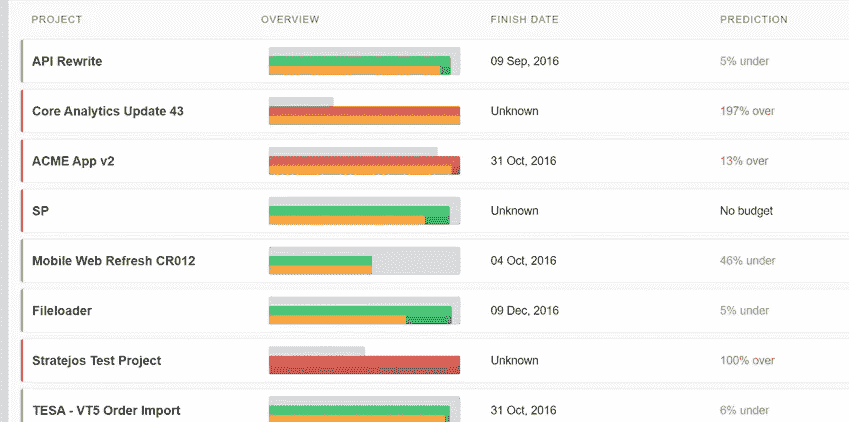 PROJECT OVERVIEW FINISH DATE PREDICTION
API Rewrite 09 Sep, 2016 5% under
Core Analytics Update 43 Unknown 197% over
ACME App v2 31 Oct, 2016 13% over
SP Unknown No budget
Mobile Web Refresh CR012 04 Oct, 2016 46% under
Fileloader 09 Dec, 2016 5% under
Stratejos Test Project Unknown 100% over
TESA - VT5 Order Import 31 Oct, 2016 6% under